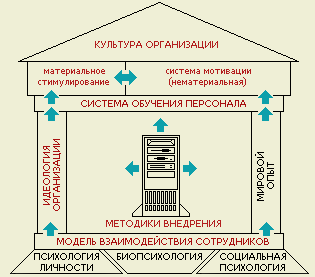 КУЛЬТУРА ОРГАНИЗАЦИИ
материальное
стимулирование
система мотивации
(нематериальная)
СИСТЕМА ОБУЧЕНИЯ ПЕРСОНАЛА
ИДЕОЛОГИЯ
ОРГАНИЗАЦИИ
МИРОВОЙ
ОПЫТ
МЕТОДИКИ ВНЕДРЕНИЯ
МОДЕЛЬ ВЗАИМОДЕЙСТВИЯ СОТРУДНИКОВ
ПСИХОЛОГИЯ
ЛИЧНОСТИ
БИОПСИХОЛОГИЯ
СОЦИАЛЬНАЯ
ПСИХОЛОГИЯ